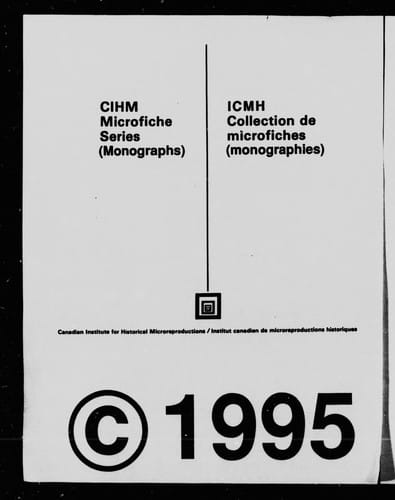 CIHM
Microfiche
Series
(Monographs)
ICMH
Collection de
microfiches
(monographies)
Canadian Institute for Historical Microreproductions / Institut canadien de microreproductions historiques
© 1995